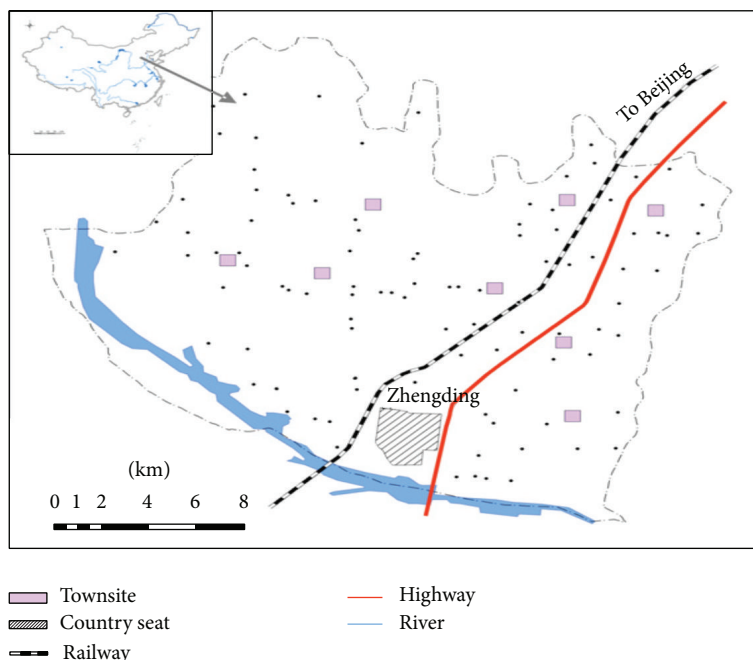 To Beijing
Zhengding
(km)
0 1 2 4 6 8
Townsite
Country seat
Railway
Highway
River